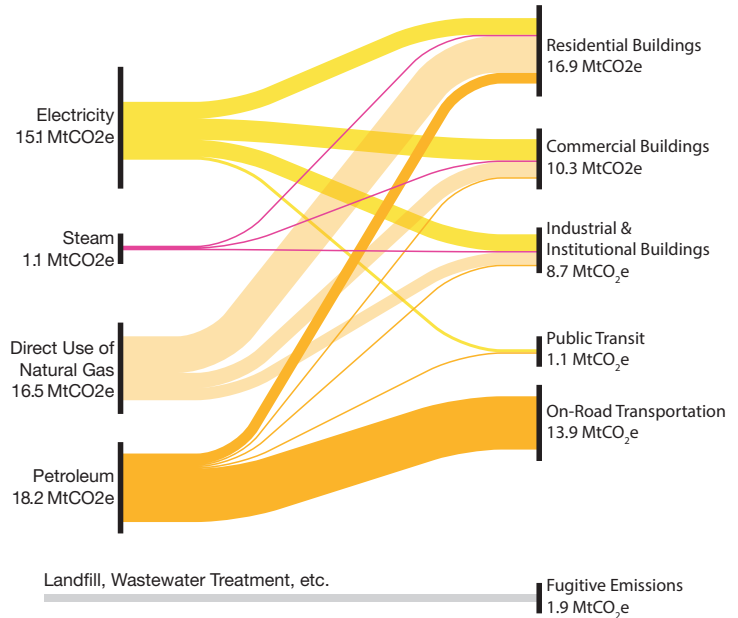 Electricity
15.1 MtCO2e
Steam
1.1 MtCO2e
Direct Use of
Natural Gas
16.5 MtCO2e
Petroleum
18.2 MtCO2e
Landfill, Wastewater Treatment, etc.
Residential Buildings
16.9 MtCO2e
Commercial Buildings
10.3 MtCO2e
Industrial &
Institutional Buildings
8.7 MtCO₂e
Public Transit
1.1 MtCO₂e
On-Road Transportation
13.9 MtCO₂e
Fugitive Emissions
1.9 MtCO₂e